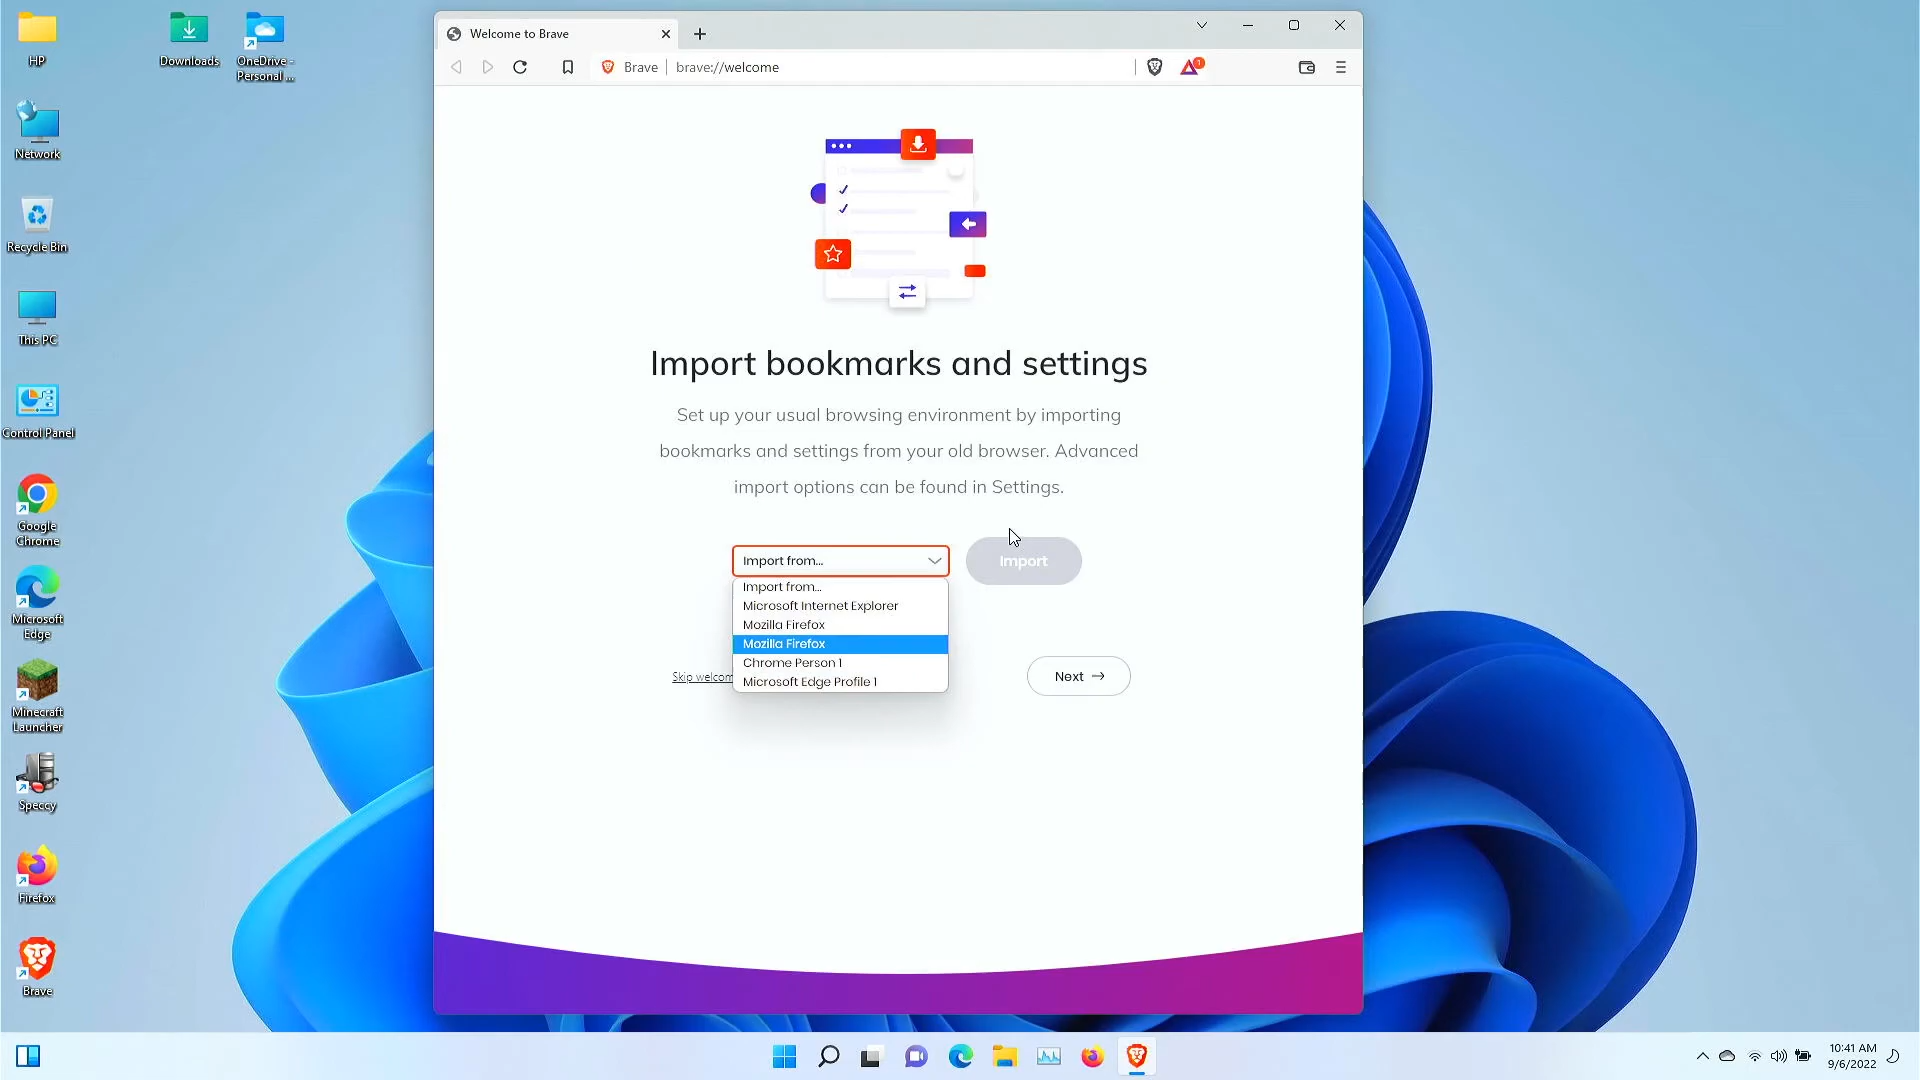 HP
Downloads
OneDrive -
Personal ...
Network
Recycle Bin
This PC
Control Panel
Google
Chrome
Microsoft
Edge
Minecraft
Launcher
Speccy
Firefox
Brave
Welcome to Brave
Brave
brave://welcome
1
Import bookmarks and settings
Set up your usual browsing environment by importing
bookmarks and settings from your old browser. Advanced
import options can be found in Settings.
Import from...
Import
Import from...
Microsoft Internet Explorer
Mozilla Firefox
Mozilla Firefox
Chrome Person 1
Microsoft Edge Profile 1
Skip welcom
Next
10:41 AM
9/6/2022